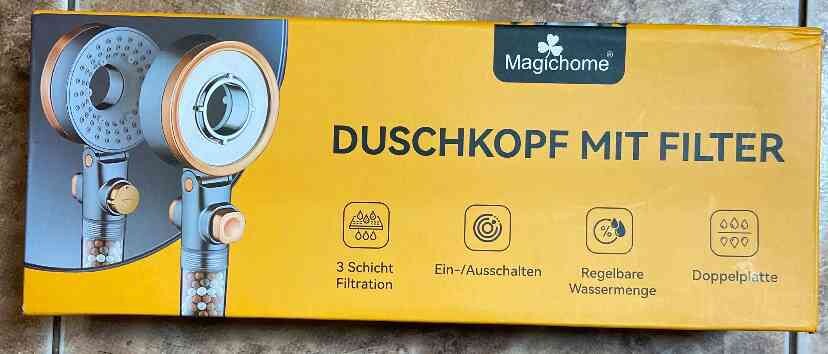 Magichome®
DUSCHKOPF MIT FILTER
3 Schicht
Filtration
Ein-/Ausschalten
Regelbare
Wassermenge
Doppelplatte
%